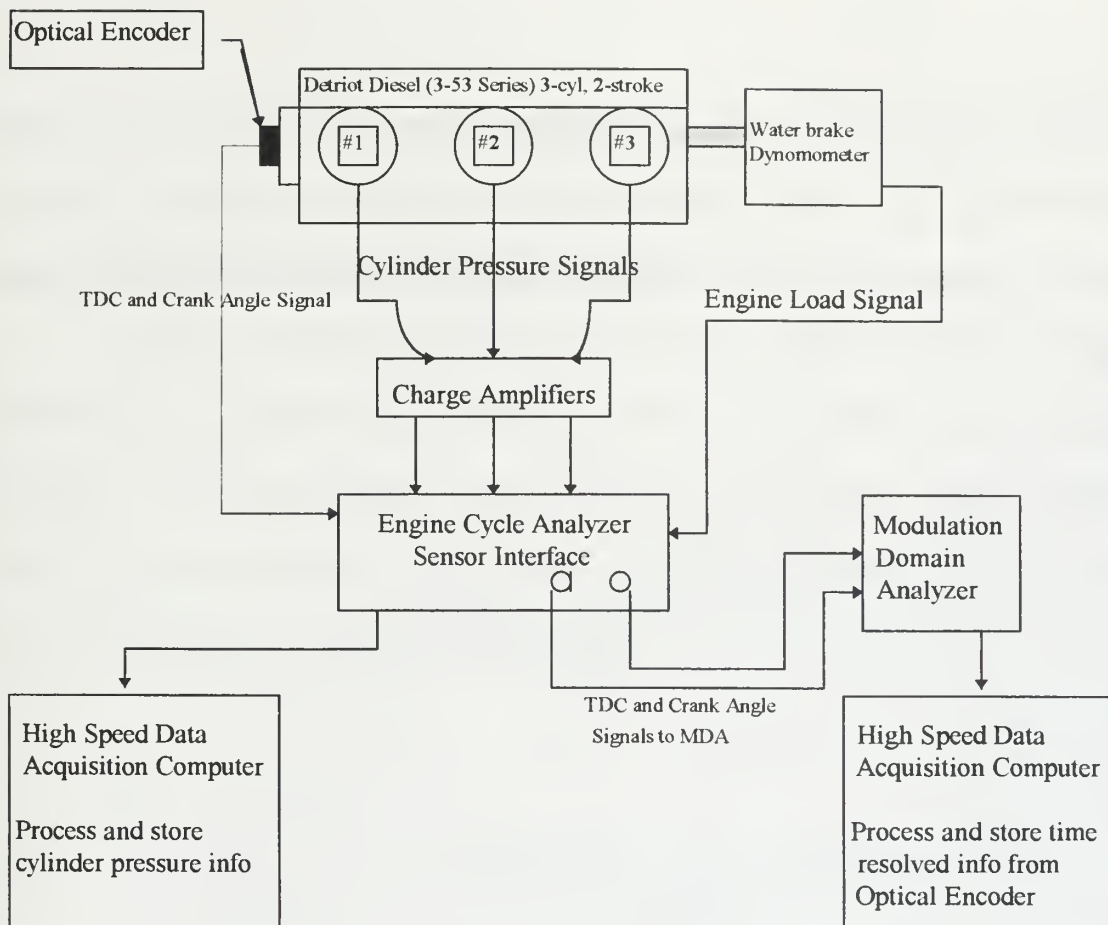 Optical Encoder
Detriot Diesel (3-53 Series) 3-cyl, 2-stroke
#1
#2
#3
Water brake
Dynomometer
Cylinder Pressure Signals
TDC and Crank Angle Signal
Engine Load Signal
Charge Amplifiers
Engine Cycle Analyzer
Sensor Interface
Modulation
Domain
Analyzer
TDC and Crank Angle
Signals to MDA
High Speed Data
Acquisition Computer
Process and store
cylinder pressure info
High Speed Data
Acquisition Computer
Process and store time
resolved info from
Optical Encoder